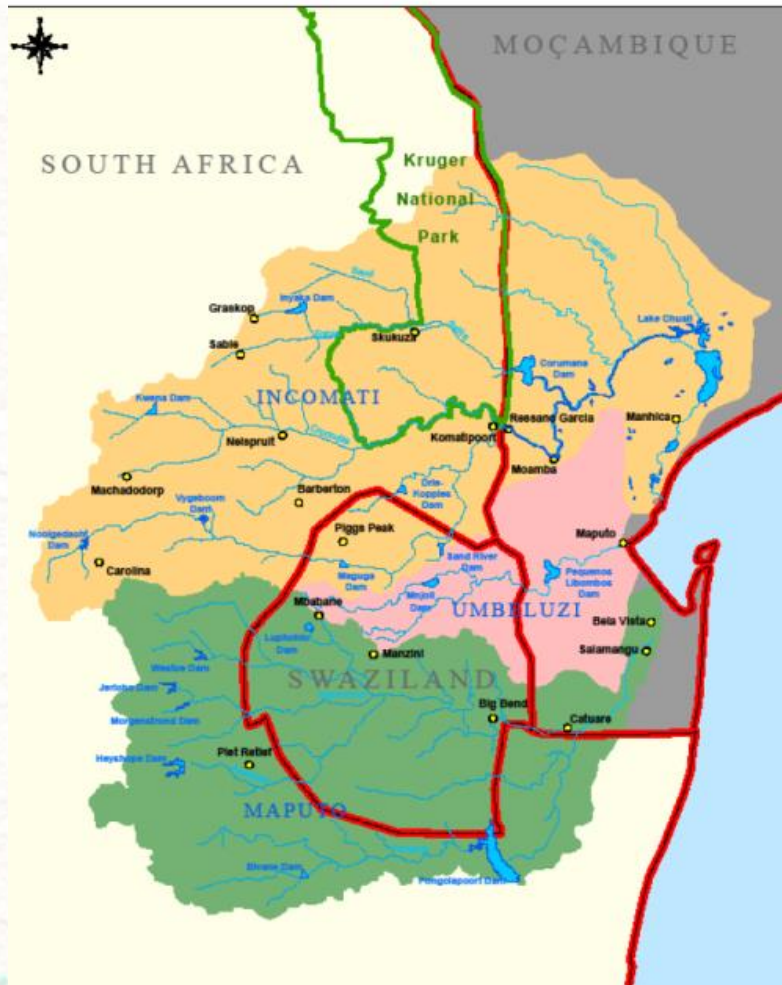 MOÇAMBIQUE
SOUTH AFRICA
Kruger
National
Park
Graskop
Inyaka Dam
Sabie
Skukuza
Lake Chuali
Corumana
Dam
Kwena Dam
INCOMATI
Ressano Garcia
Manhica
Komatipoort
Nelspruit
Moamba
Machadodorp
Barberton
Vygeboom
Dam
Driekoppies
Dam
Nooitgedacht
Dam
Piggs Peak
Maputo
Carolina
Sand River
Dam
Maguga
Dam
Pequenos
Libombos
Dam
Mnjoli
Dam
Mbabane
UMBELUZI
Bela Vista
Luphohlo
Dam
Manzini
Salamangu
Westoe Dam
SWAZILAND
Jericho Dam
Big Bend
Catuane
Heyshope Dam
Piet Retief
MAPUTO
Bivane Dam
Pongolapoort Dam